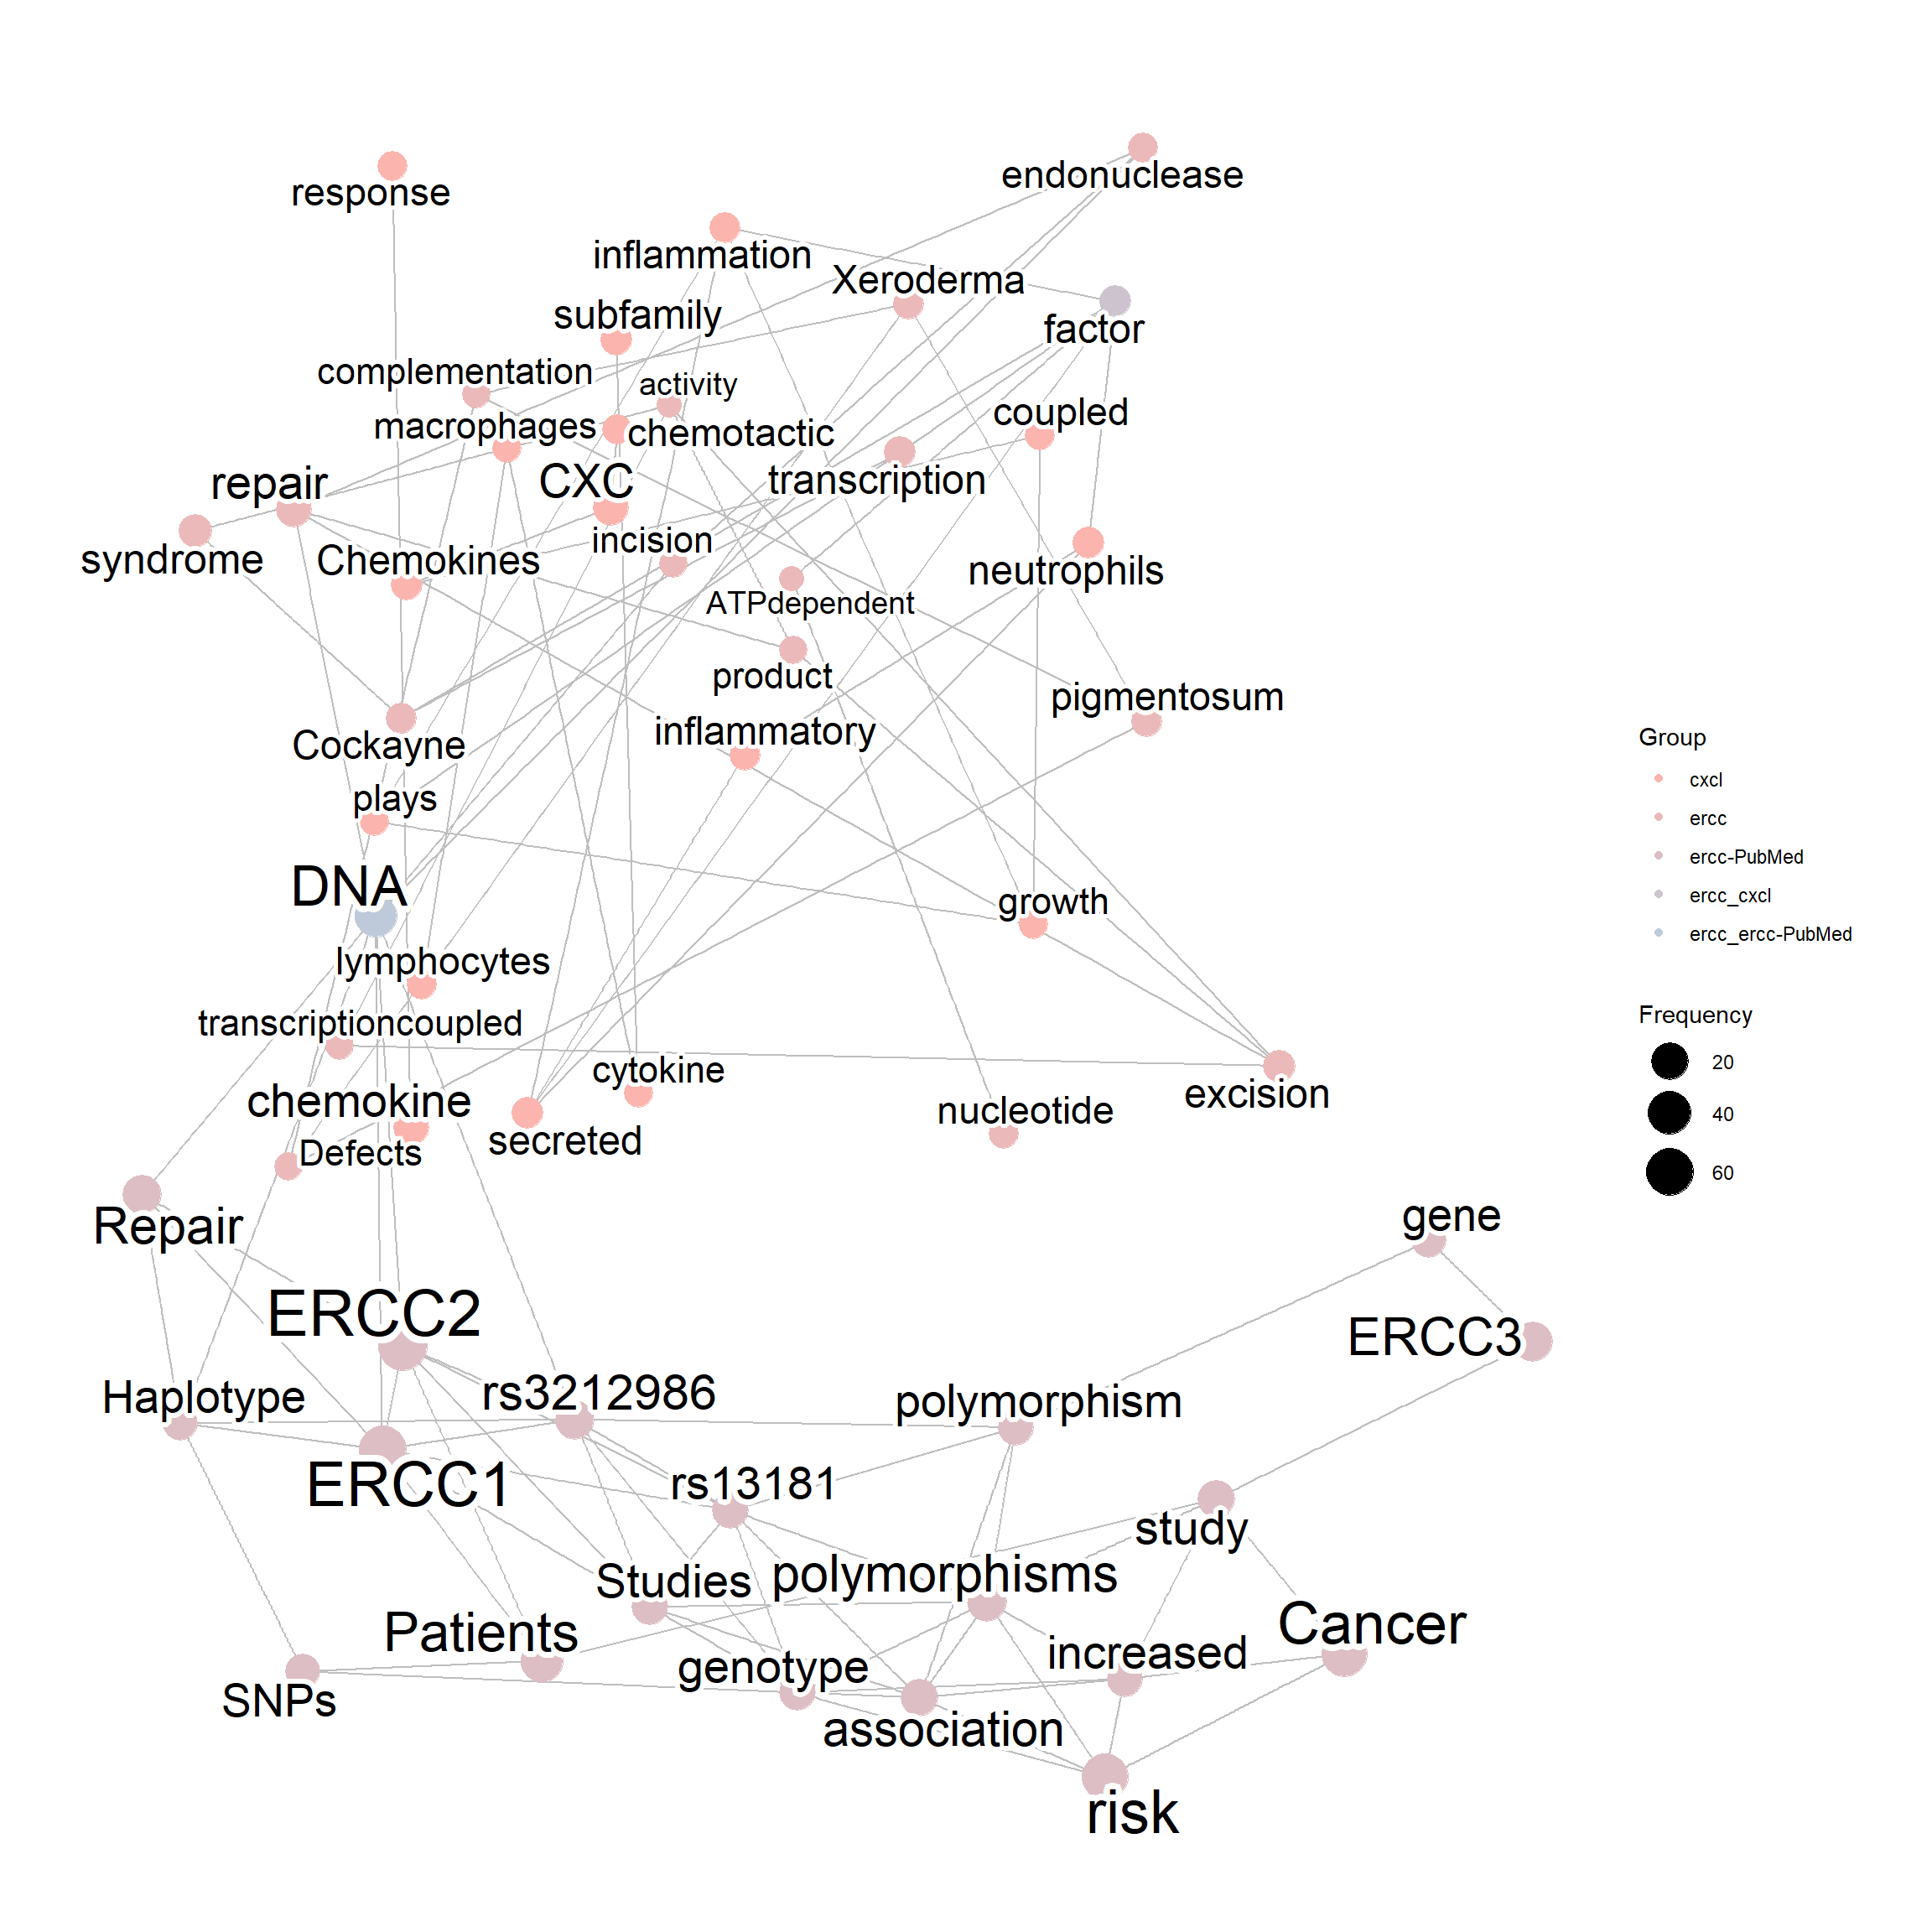 response
endonuclease
inflammation
Xeroderma
subfamily
factor
complementation
activity
macrophages
chemotactic
coupled
repair
CXC
transcription
syndrome
Chemokines
incision
neutrophils
ATPdependent
product
pigmentosum
Cockayne
inflammatory
plays
DNA
growth
lymphocytes
transcriptioncoupled
cytokine
chemokine
secreted
nucleotide
excision
Defects
Repair
gene
ERCC2
ERCC3
Haplotype
rs3212986
polymorphism
ERCC1
rs13181
study
Studies
polymorphisms
Patients
Cancer
genotype
increased
SNPs
association
risk
Group
cxcl
ercc
ercc-PubMed
ercc_cxcl
ercc_ercc-PubMed
Frequency
20
40
60